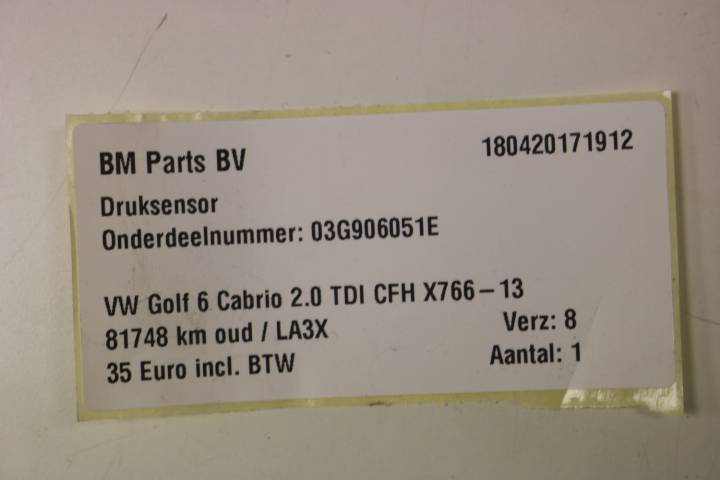 BM Parts BV 180420171912
Druksensor
Onderdeelnummer: 03G906051E
VW Golf 6 Cabrio 2.0 TDI CFH X766-13
81748 km oud / LA3X Verz: 8
35 Euro incl. BTW Aantal: 1